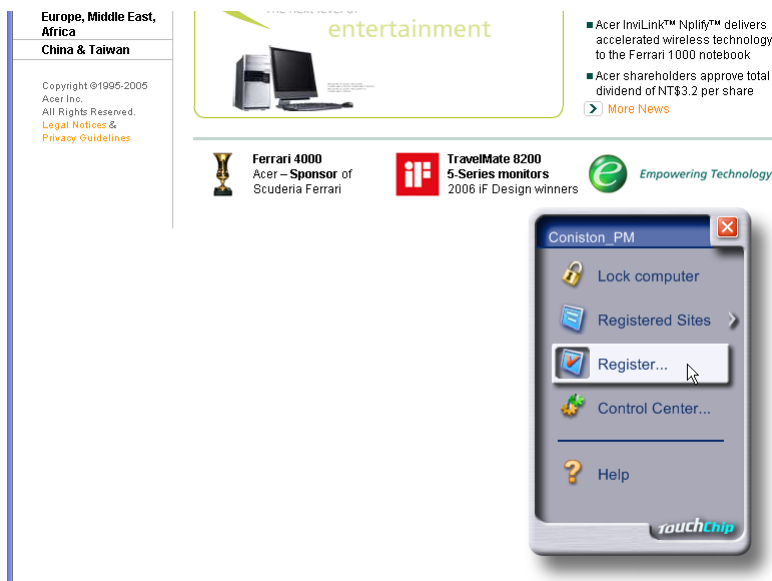 Europe, Middle East,
Africa
China & Taiwan
Copyright ©1995-2005
Acer Inc.
All Rights Reserved.
Legal Notices &
Privacy Guidelines
entertainment
Acer InviLink™ Nplify™ delivers
accelerated wireless technology
to the Ferrari 1000 notebook
Acer shareholders approve total
dividend of NT$3.2 per share
More News
Ferrari 4000
Acer – Sponsor of
Scuderia Ferrari
iF
TravelMate 8200
5-Series monitors
2006 iF Design winners
e
Empowering Technology
Coniston_PM
Lock computer
Registered Sites
Register...
Control Center...
Help
TouchChip